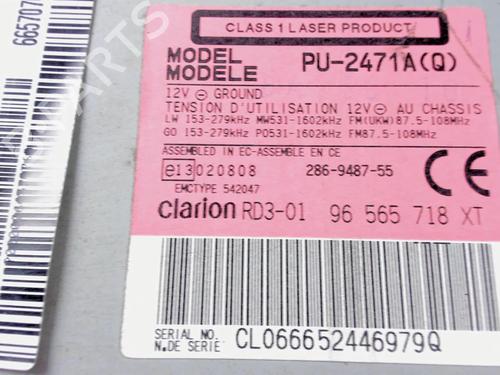 CLASS 1 LASER PRODUCT
MODEL
MODELE
PU-2471A(Q)
12V ⊖ GROUND
TENSION D'UTILISATION 12V ⊖ AU CHASSIS
LW 153-279kHz MW531-1602kHz FM(UKW)87.5-108MHz
GO 153-279kHz PO531-1602kHz FM87.5-108MHz
ASSEMBLED IN EC-ASSEMBLE EN CE
e13 020808
286-9487-55
CE
EMCTYPE 542047
clarion RD3-01 96 565 718 XT
SERIAL NO.
N.DE SERIE
CL066652446979Q
665707